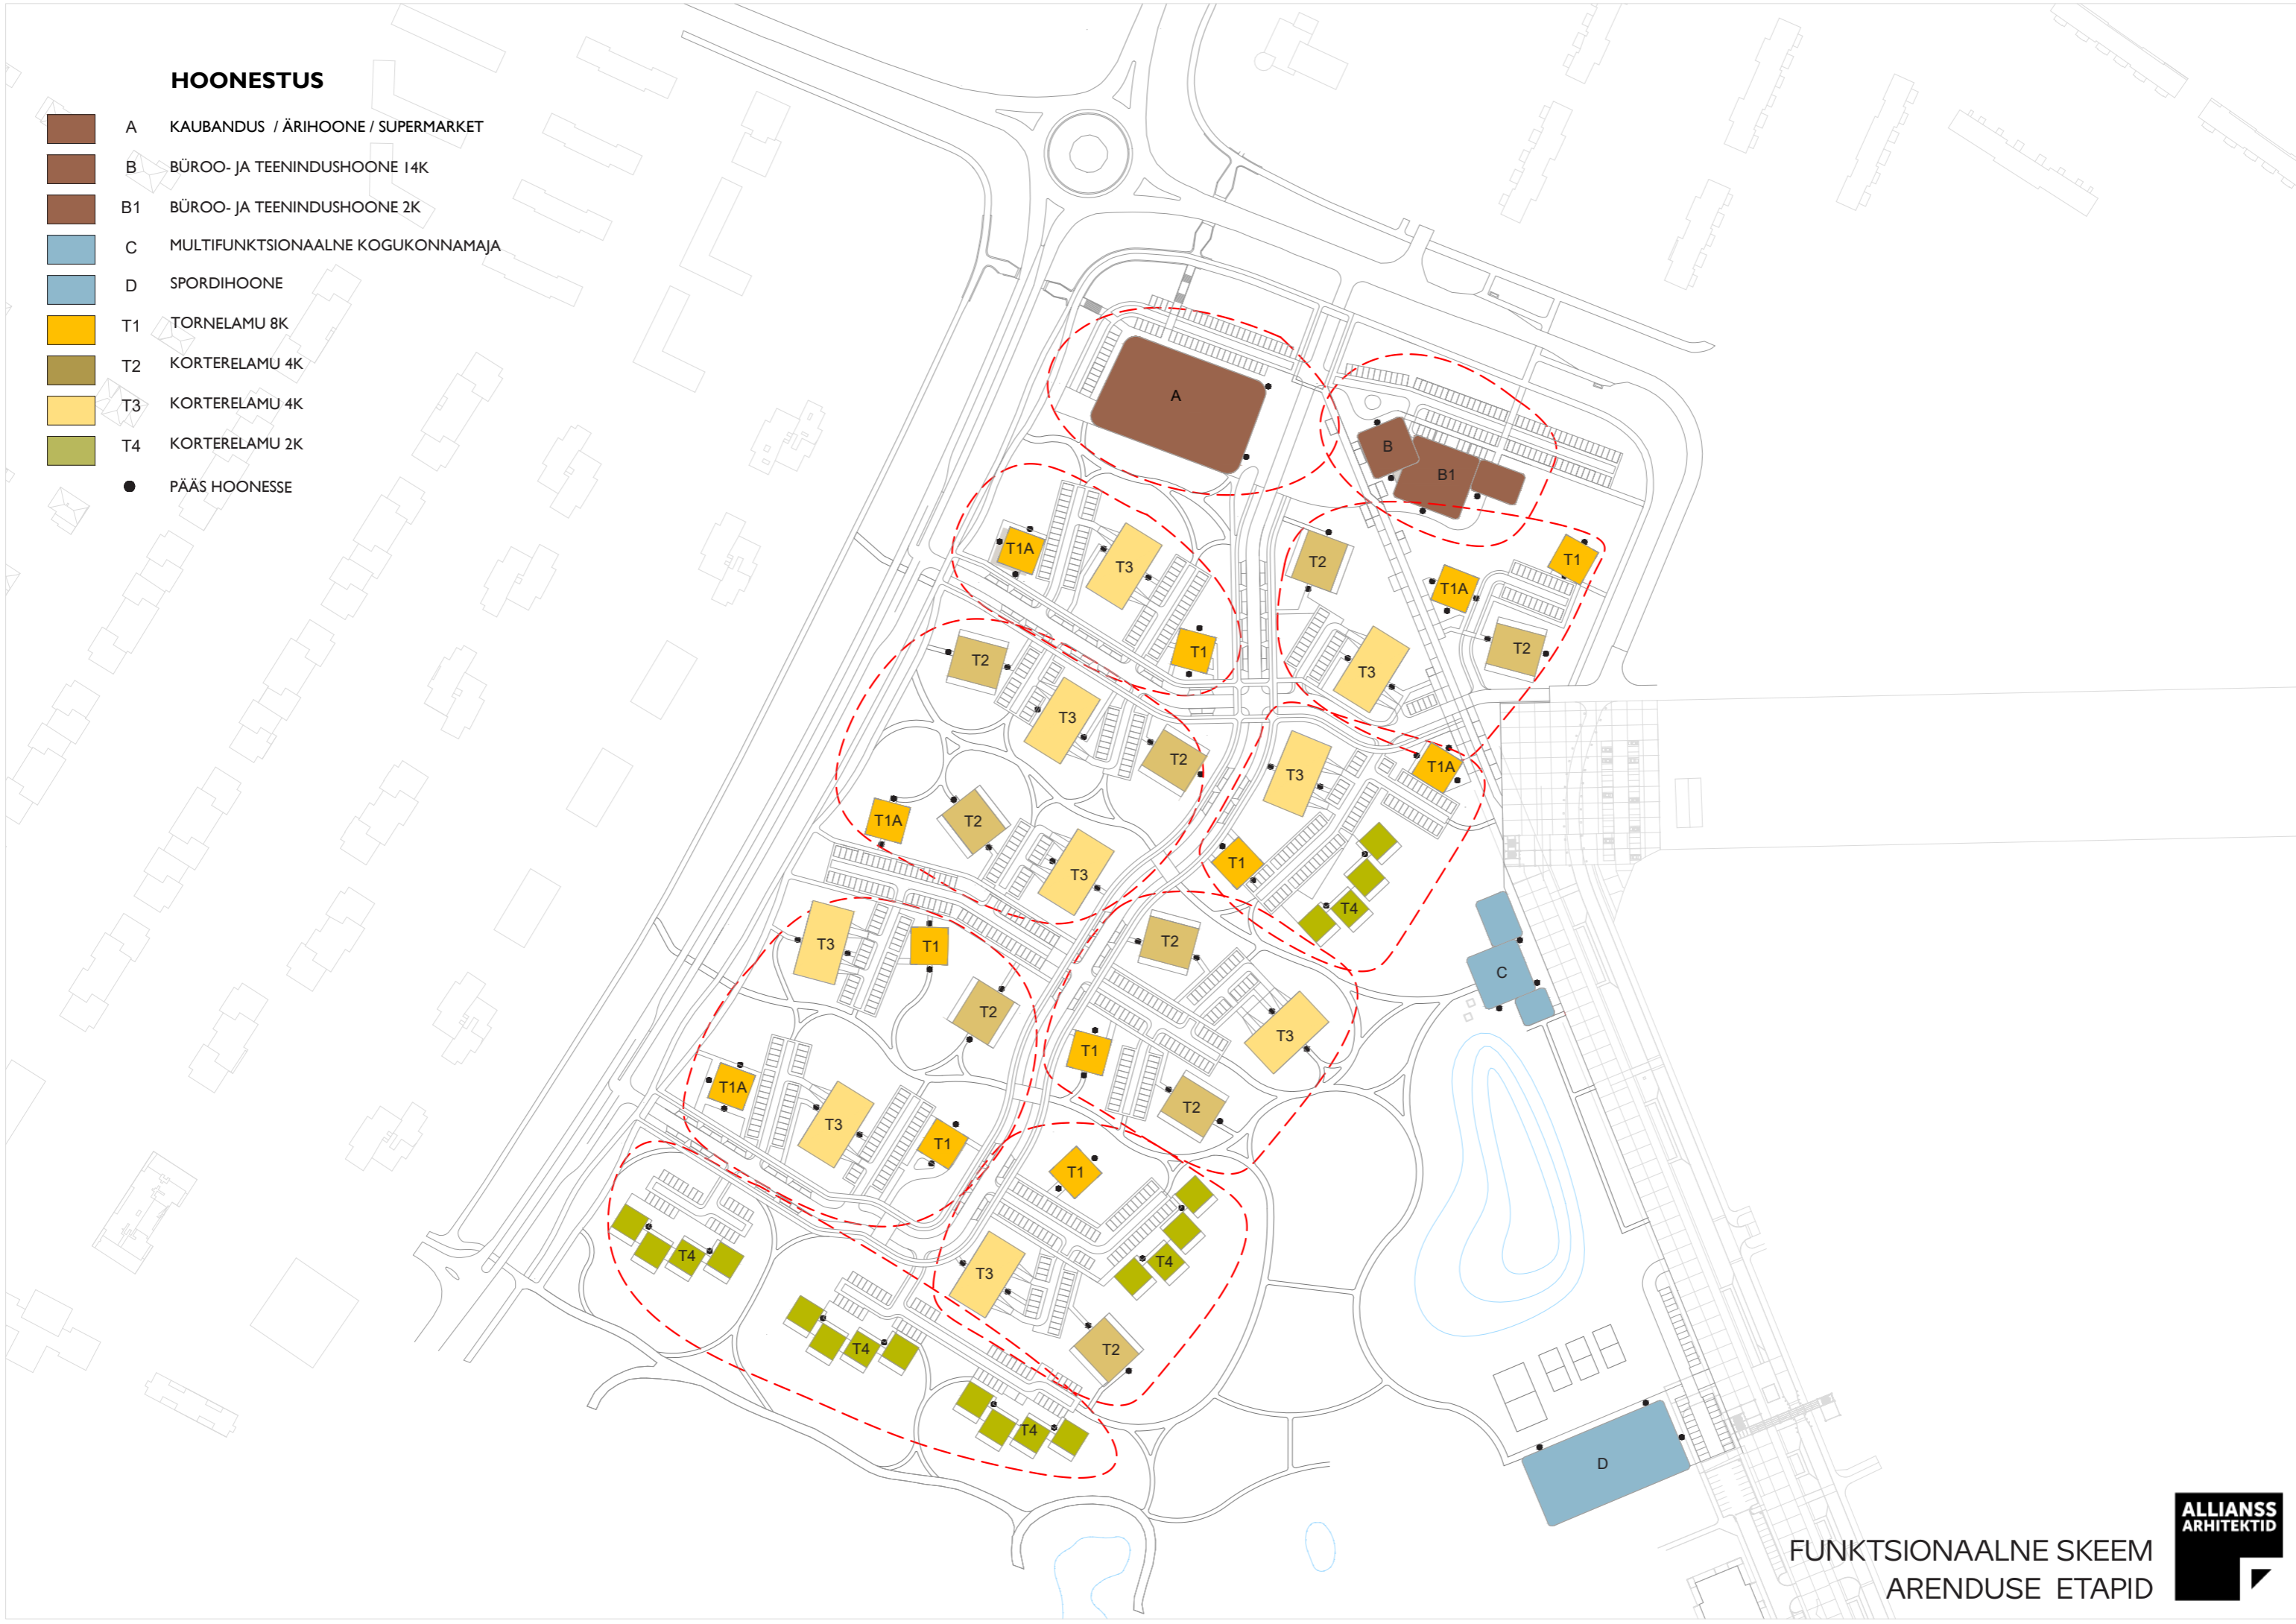 HOONESTUS
A KAUBANDUS / ÄRIHOONE / SUPERMARKET
B BÜROO- JA TEENINDUSHOONE 14K
B1 BÜROO- JA TEENINDUSHOONE 2K
C MULTIFUNKTSIONAALNE KOGUKONNAMAJA
D SPORDIHOONE
T1 TORNELAMU 8K
T2 KORTERELAMU 4K
T3 KORTERELAMU 4K
T4 KORTERELAMU 2K
PÄÄS HOONESSE
A
B
B1
T1A
T3
T2
T1
T1A
T1
T2
T2
T3
T3
T2
T3
T1A
T1A
T2
T3
T1
T4
T3
T1
T2
C
T2
T3
T1
T1A
T2
T3
T1
T1
T4
T4
T3
T4
T2
T4
D
ALLIANSS
ARHITEKTID
FUNKTSIONAALNE SKEEM
ARENDUSE ETAPID